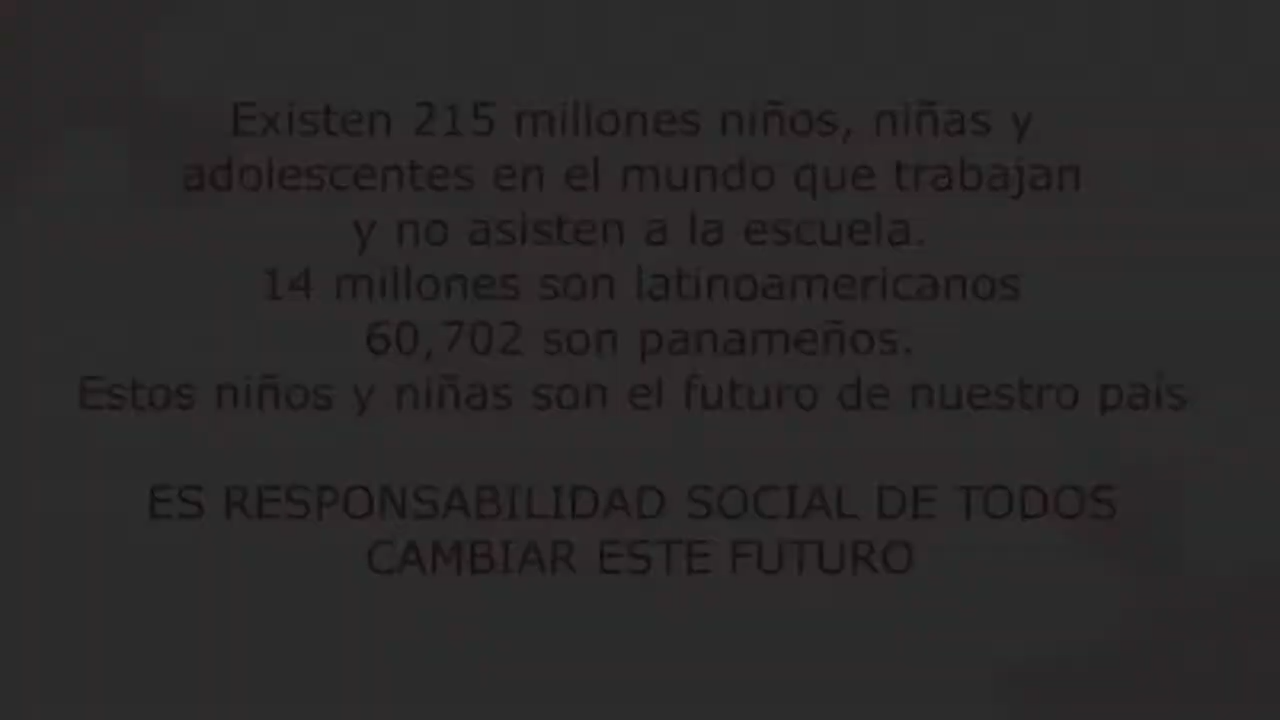 Existen 215 millones niños, niñas y
adolescentes en el mundo que trabajan
y no asisten a la escuela.
14 millones son latinoamericanos
60,702 son panameños.
Estos niños y niñas son el futuro de nuestro país
ES RESPONSABILIDAD SOCIAL DE TODOS
CAMBIAR ESTE FUTURO